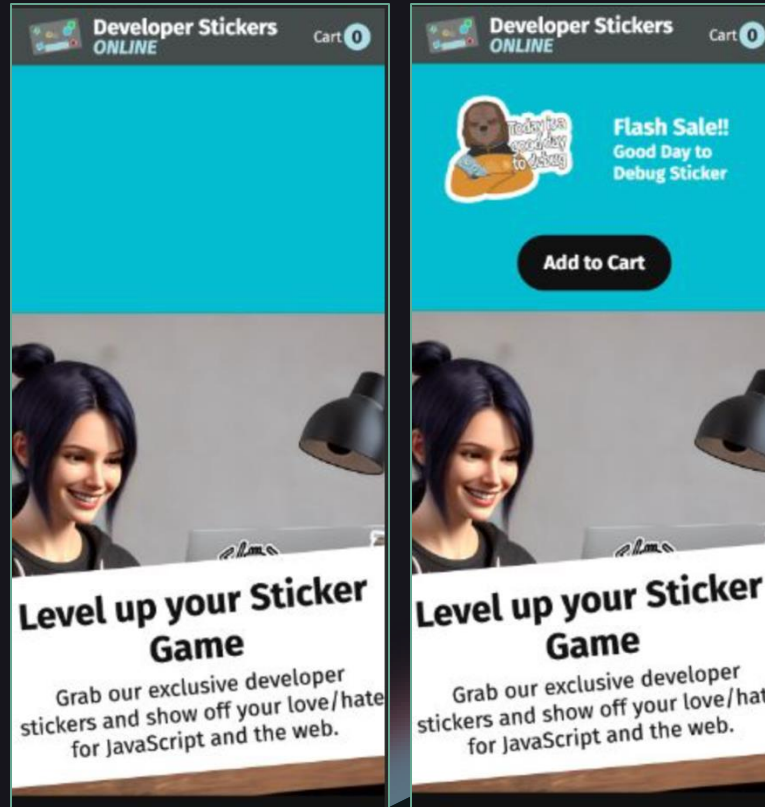 Developer Stickers
ONLINE
Cart 0
Level up your Sticker
Game
Grab our exclusive developer
stickers and show off your love/hate
for JavaScript and the web.
Developer Stickers
ONLINE
Cart 0
Today is a
good day
to debug
Flash Sale!!
Good Day to
Debug Sticker
Add to Cart
Level up your Sticker
Game
Grab our exclusive developer
stickers and show off your love/hat
for JavaScript and the web.